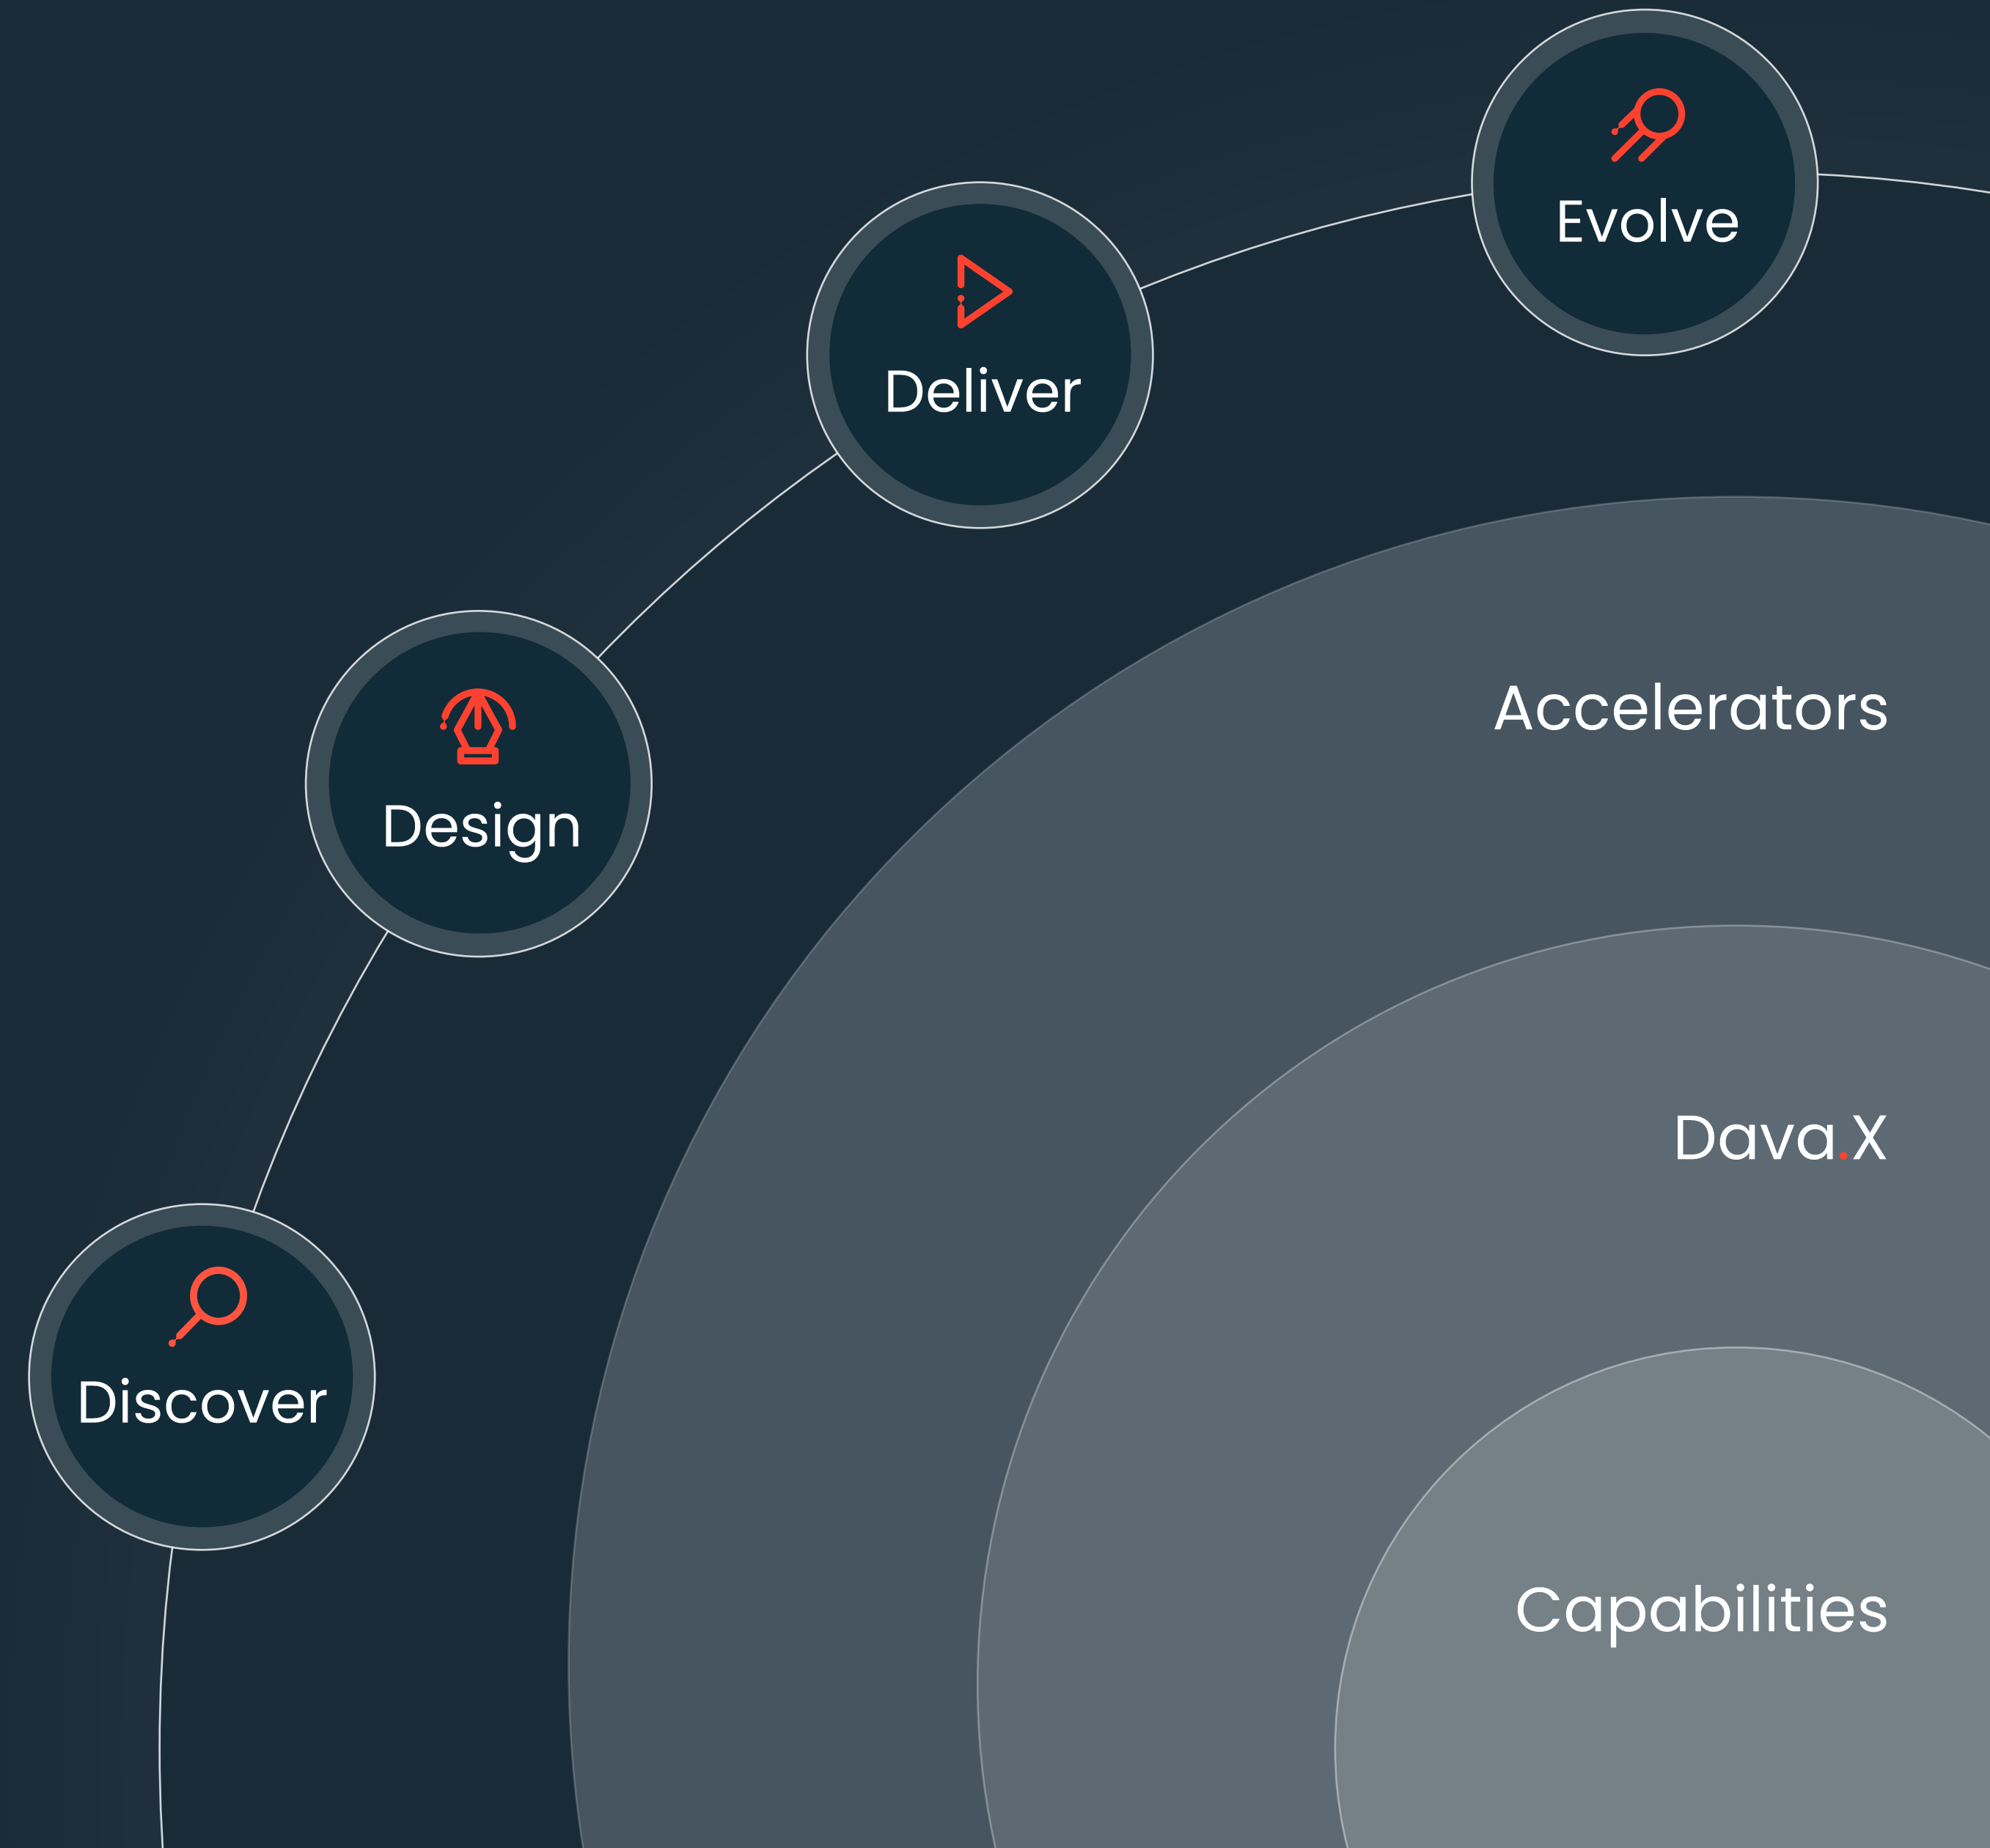 Evolve
Deliver
Design
Discover
Accelerators
Dava.X
Capabilities